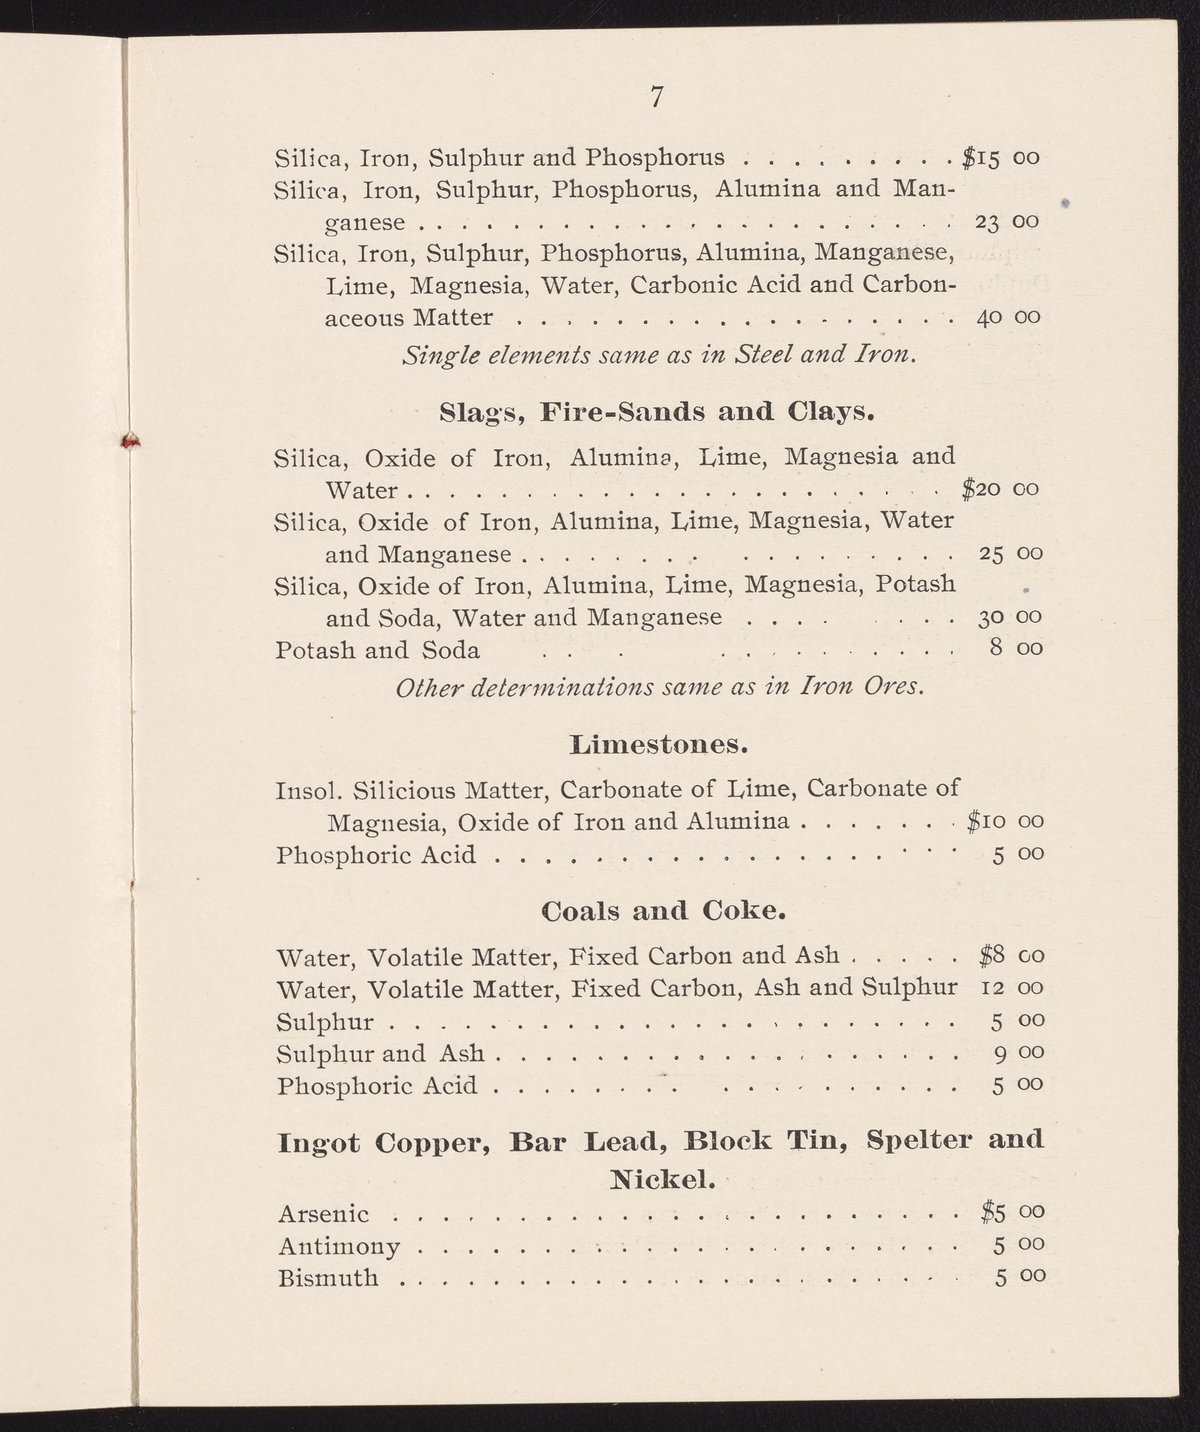 7
Silica, Iron, Sulphur and Phosphorus . . . . . . . . . $15 00
Silica, Iron, Sulphur, Phosphorus, Alumina and Man-
ganese . . . . . . . . . . . . . . . . . . . . . . 23 00
Silica, Iron, Sulphur, Phosphorus, Alumina, Manganese,
Lime, Magnesia, Water, Carbonic Acid and Carbon-
aceous Matter . . . . . . . . . . . . . . . . . . 40 00
Single elements same as in Steel and Iron.
Slags, Fire-Sands and Clays.
Silica, Oxide of Iron, Alumina, Lime, Magnesia and
Water . . . . . . . . . . . . . . . . . . . . . . $20 00
Silica, Oxide of Iron, Alumina, Lime, Magnesia, Water
and Manganese . . . . . . . . . . . . . . . . . 25 00
Silica, Oxide of Iron, Alumina, Lime, Magnesia, Potash
and Soda, Water and Manganese . . . . . . . . 30 00
Potash and Soda . . . . . . . . . . . . . 8 00
Other determinations same as in Iron Ores.
Limestones.
Insol. Silicious Matter, Carbonate of Lime, Carbonate of
Magnesia, Oxide of Iron and Alumina . . . . . . . $10 00
Phosphoric Acid . . . . . . . . . . . . . . . . . . . 5 00
Coals and Coke.
Water, Volatile Matter, Fixed Carbon and Ash . . . . . $8 00
Water, Volatile Matter, Fixed Carbon, Ash and Sulphur 12 00
Sulphur . . . . . . . . . . . . . . . . . . . . . . . 5 00
Sulphur and Ash . . . . . . . . . . . . . . . . . . . 9 00
Phosphoric Acid . . . . . . . . . . . . . . . . . . 5 00
Ingot Copper, Bar Lead, Block Tin, Spelter and
Nickel.
Arsenic . . . . . . . . . . . . . . . . . . . . . . . $5 00
Antimony . . . . . . . . . . . . . . . . . . . . . . 5 00
Bismuth . . . . . . . . . . . . . . . . . . . . . . . 5 00